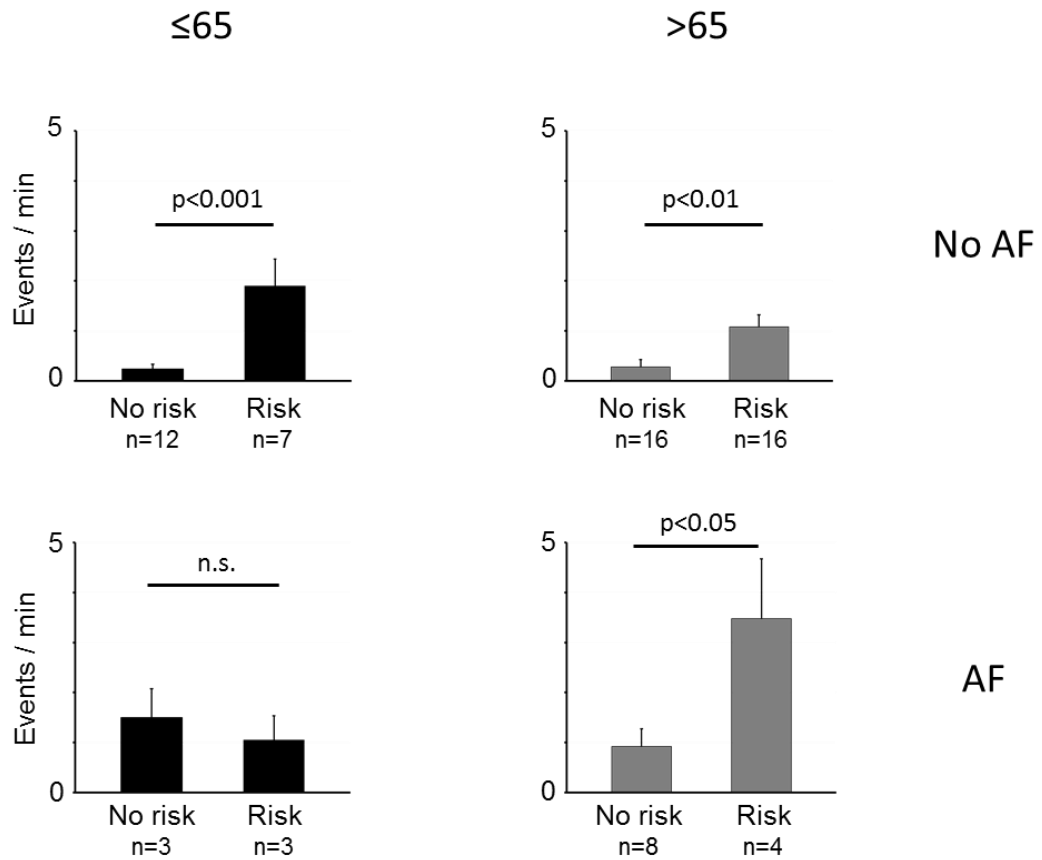 ≤65
>65
5
p<0.001
Events / min
0
No risk
Risk
n=12
n=7
5
p<0.01
0
No risk
Risk
n=16
n=16
No AF
5
n.s.
Events / min
0
No risk
Risk
n=3
n=3
p<0.05
5
0
No risk
Risk
n=8
n=4
AF